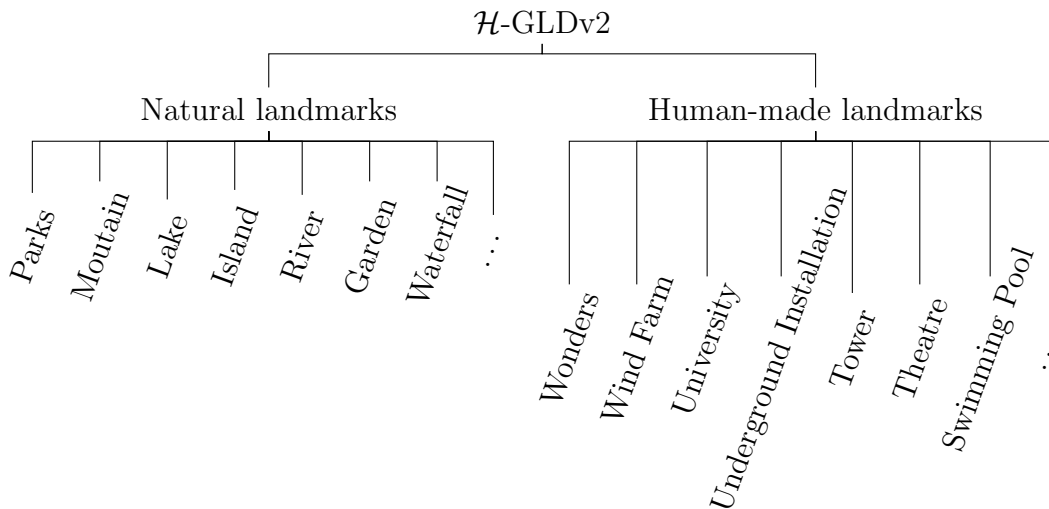 ℋ-GLDv2
Natural landmarks
Human-made landmarks
Parks
Moutain
Lake
Island
River
Garden
Waterfall
...
Wonders
Wind Farm
University
Underground Installation
Tower
Theatre
Swimming Pool
...